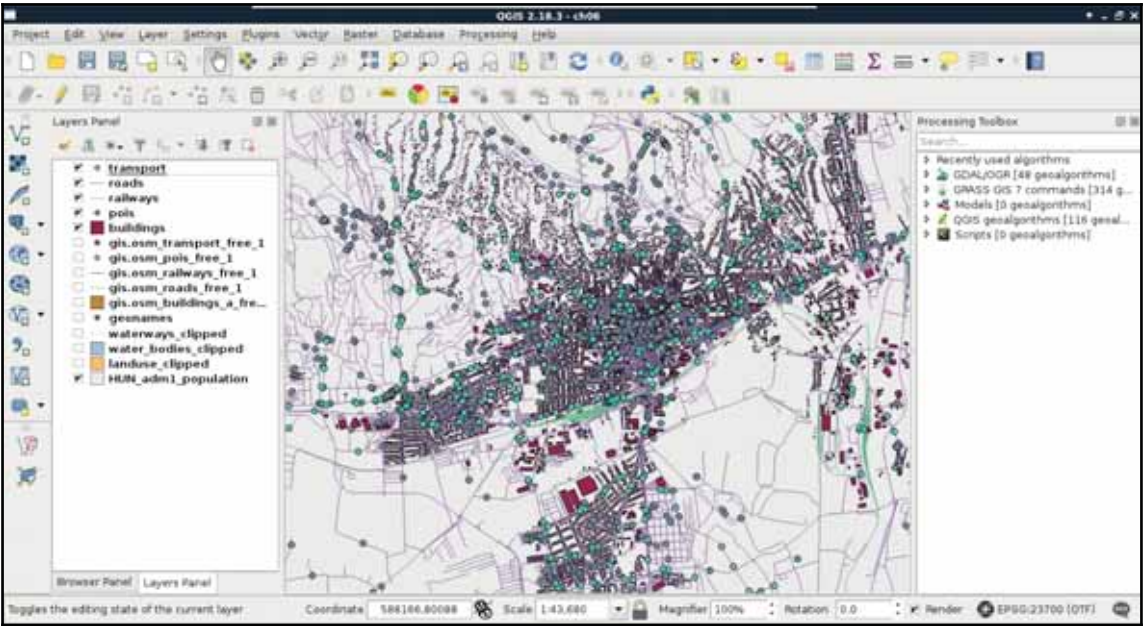 QGIS 2.18.3 - ch06
Project Edit View Layer Settings Plugins Vector Raster Database Processing Help
Layers Panel
transport
roads
railways
pois
buildings
gis.osm_transport_free_1
gis.osm_pois_free_1
gis.osm_railways_free_1
gis.osm_roads_free_1
gis.osm_buildings_a_fre...
geonames
waterways_clipped
water_bodies_clipped
landuse_clipped
HUN_adm1_population
Browser Panel Layers Panel
Processing Toolbox
Search...
Recently used algorithms
GDAL/OGR [48 geoalgorithms]
GRASS GIS 7 commands [314 g...
Models [0 geoalgorithms]
QGIS geoalgorithms [116 geoal...
Scripts [0 geoalgorithms]
Toggles the editing state of the current layer Coordinate 588166,80088 Scale 1:43,680 Magnifier 100% Rotation 0.0 Render EPSG:23700 (OTF)